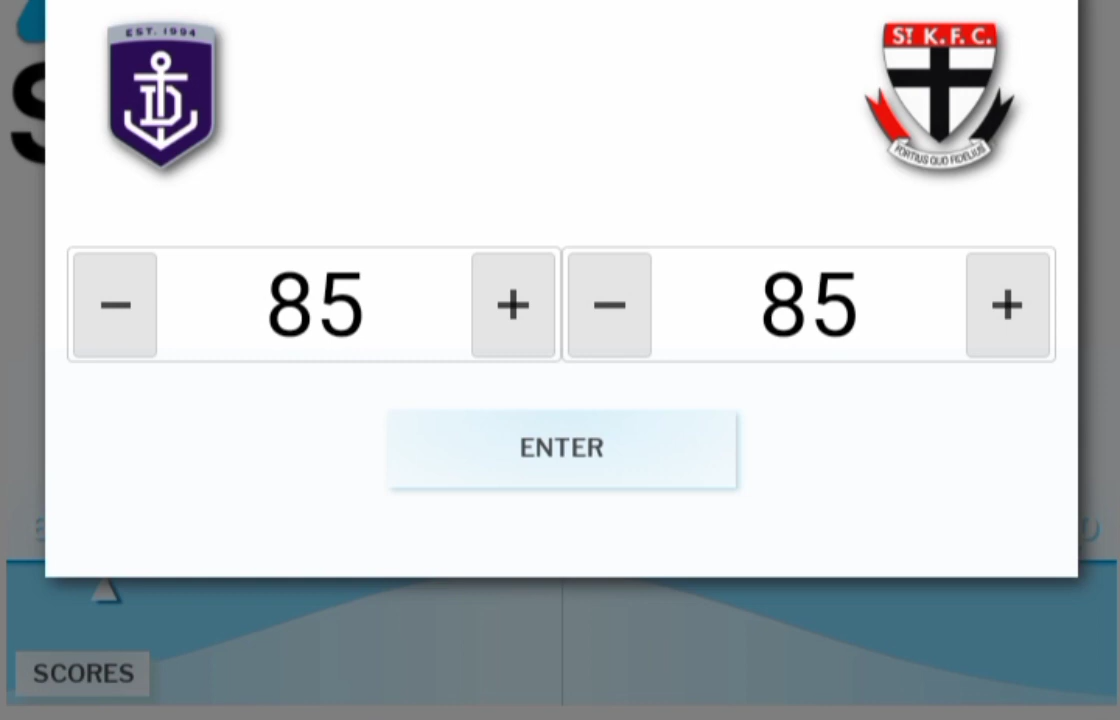 EST. 1994
D
ST K.F.C.
FORTIUS QUO FIDELIUS
− 85 + − 85 +
ENTER
SCORES